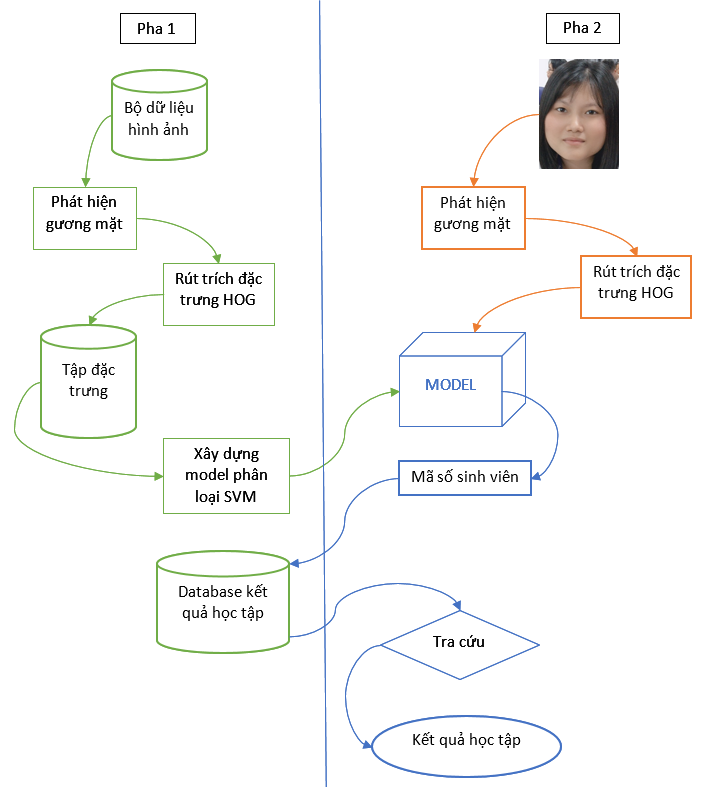 Pha 1
Bộ dữ liệu
hình ảnh
Phát hiện
gương mặt
Rút trích đặc
trưng HOG
Tập đặc
trưng
Xây dựng
model phân
loại SVM
Database kết
quả học tập
Pha 2
Phát hiện
gương mặt
Rút trích đặc
trưng HOG
MODEL
Mã số sinh viên
Tra cứu
Kết quả học tập